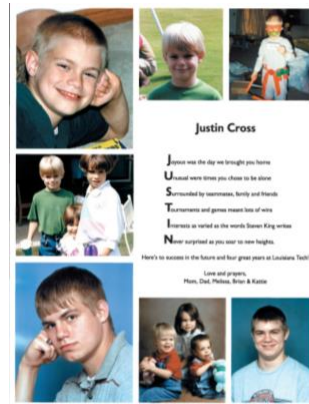 Justin Cross
Joyous was the day we brought you home
Unusual were times you chose to be alone
Surrounded by teammates, family and friends
Tournaments and games meant lots of wins
Interests as varied as the words Steven King writes
Never surprised as you soar to new heights.
Here's to success in the future and four great years at Louisiana Tech!
Love and prayers,
Mom, Dad, Melissa, Brian & Kattie